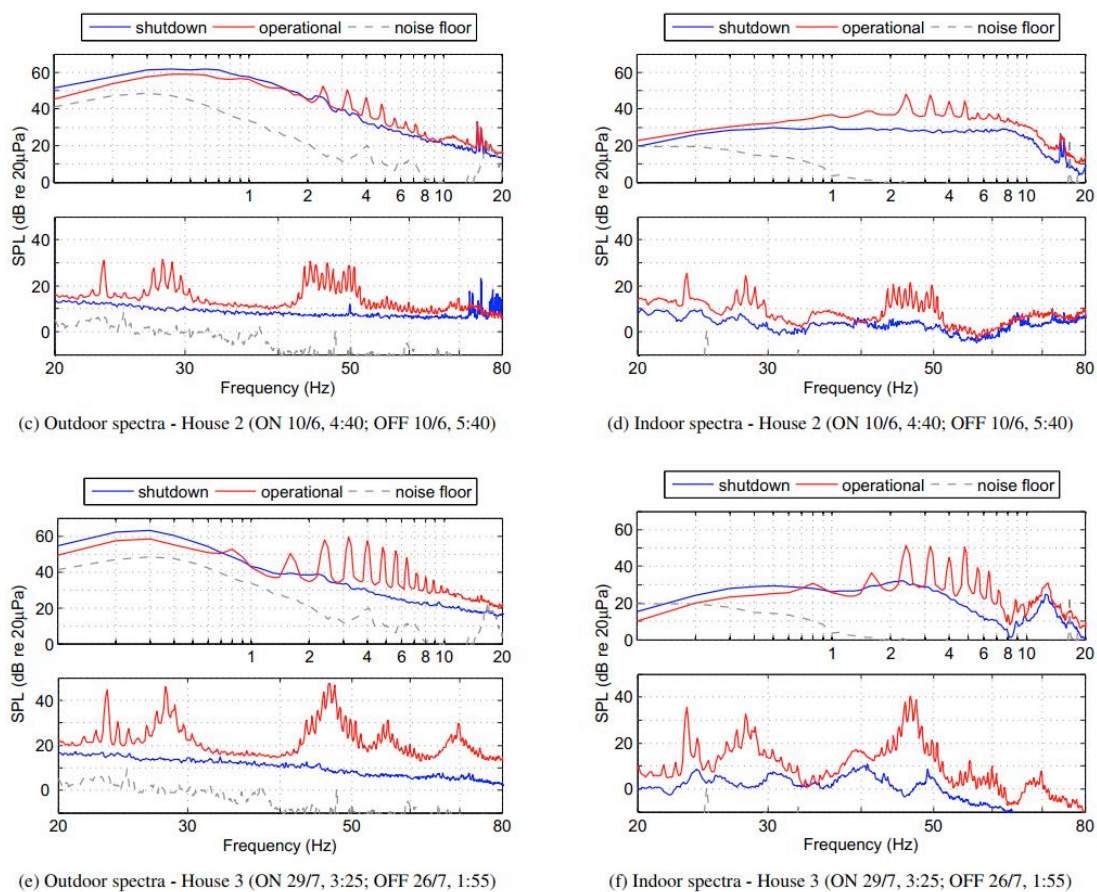 shutdown operational noise floor
shutdown operational noise floor
SPL (dB re 20µPa)
60
40
20
0
1 2 4 6 8 10 20
40
20
0
20 30 50 80
Frequency (Hz)
SPL (dB re 20µPa)
60
40
20
0
1 2 4 6 8 10 20
40
20
0
20 30 50 80
Frequency (Hz)
(c) Outdoor spectra - House 2 (ON 10/6, 4:40; OFF 10/6, 5:40)
(d) Indoor spectra - House 2 (ON 10/6, 4:40; OFF 10/6, 5:40)
shutdown operational noise floor
shutdown operational noise floor
SPL (dB re 20µPa)
60
40
20
0
1 2 4 6 8 10 20
40
20
0
20 30 50 80
Frequency (Hz)
SPL (dB re 20µPa)
60
40
20
0
1 2 4 6 8 10 20
40
20
0
20 30 50 80
Frequency (Hz)
(e) Outdoor spectra - House 3 (ON 29/7, 3:25; OFF 26/7, 1:55)
(f) Indoor spectra - House 3 (ON 29/7, 3:25; OFF 26/7, 1:55)